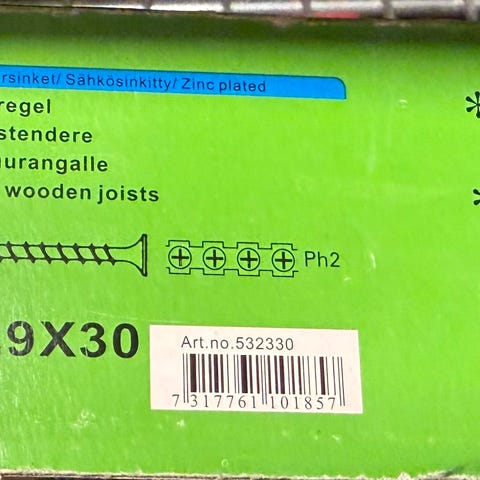 rsinket/ Sähkösinkitty/ Zinc plated
regel
stendere
urangalle
wooden joists
Ph2
9X30
Art.no.532330
7 317761 101857